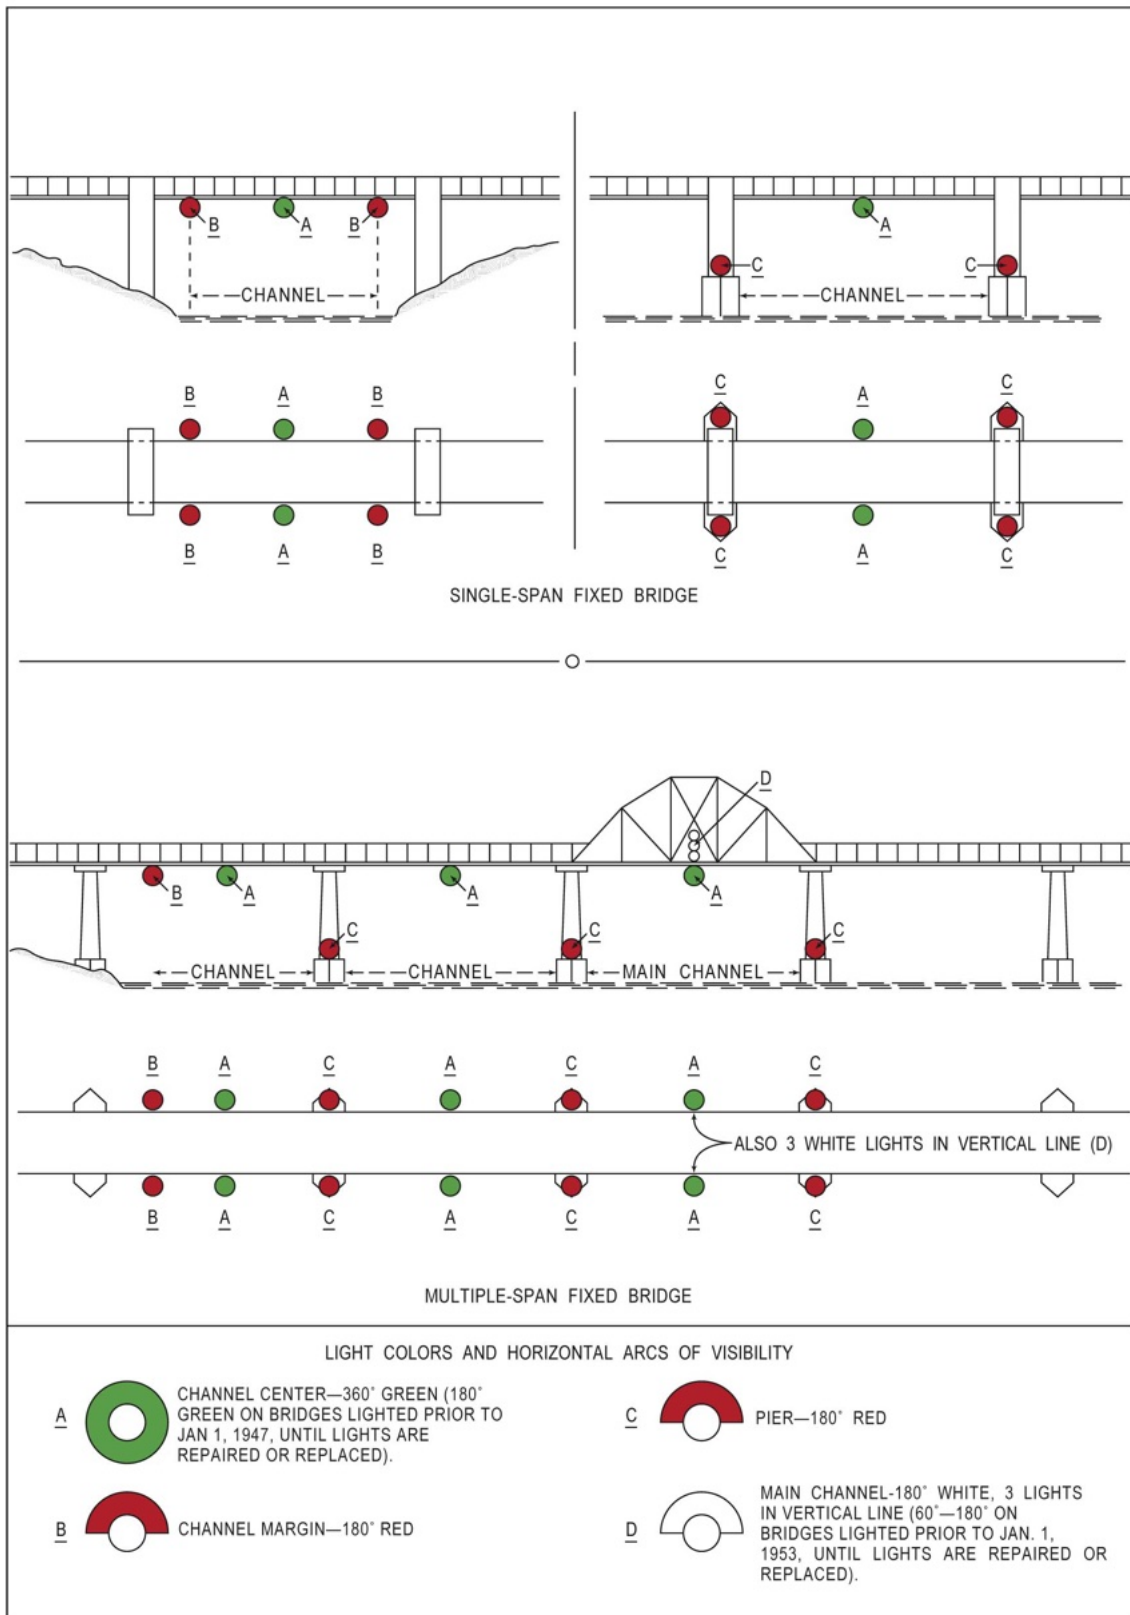 B A B
CHANNEL
A
C C
CHANNEL
B A B
B A B
C A C
C A C
SINGLE-SPAN FIXED BRIDGE
D
B A A A
C C C
CHANNEL CHANNEL MAIN CHANNEL
B A C A C A C
ALSO 3 WHITE LIGHTS IN VERTICAL LINE (D)
B A C A C A C
MULTIPLE-SPAN FIXED BRIDGE
LIGHT COLORS AND HORIZONTAL ARCS OF VISIBILITY
A
CHANNEL CENTER—360° GREEN (180°
GREEN ON BRIDGES LIGHTED PRIOR TO
JAN 1, 1947, UNTIL LIGHTS ARE
REPAIRED OR REPLACED).
B
CHANNEL MARGIN—180° RED
C
PIER—180° RED
D
MAIN CHANNEL-180° WHITE, 3 LIGHTS
IN VERTICAL LINE (60°—180° ON
BRIDGES LIGHTED PRIOR TO JAN. 1,
1953, UNTIL LIGHTS ARE REPAIRED OR
REPLACED).